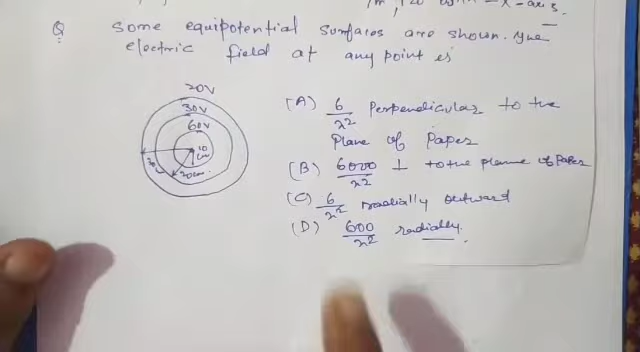 Q Some equipotential surfaces are shown. The
electric field at any point is
20V
30V
60V
10
cm
20cm.
(A) 6/x² Perpendicular to the
Plane of Paper
(B) 6000/x² ⊥ to the plane of Paper
(C) 6/x² radially outward
(D) 600/x² radially.